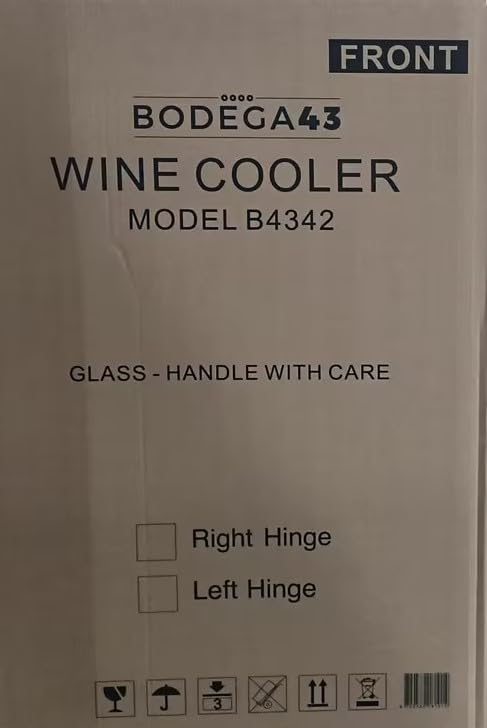 FRONT
BODEGA43
WINE COOLER
MODEL B4342
GLASS - HANDLE WITH CARE
Right Hinge
Left Hinge
3